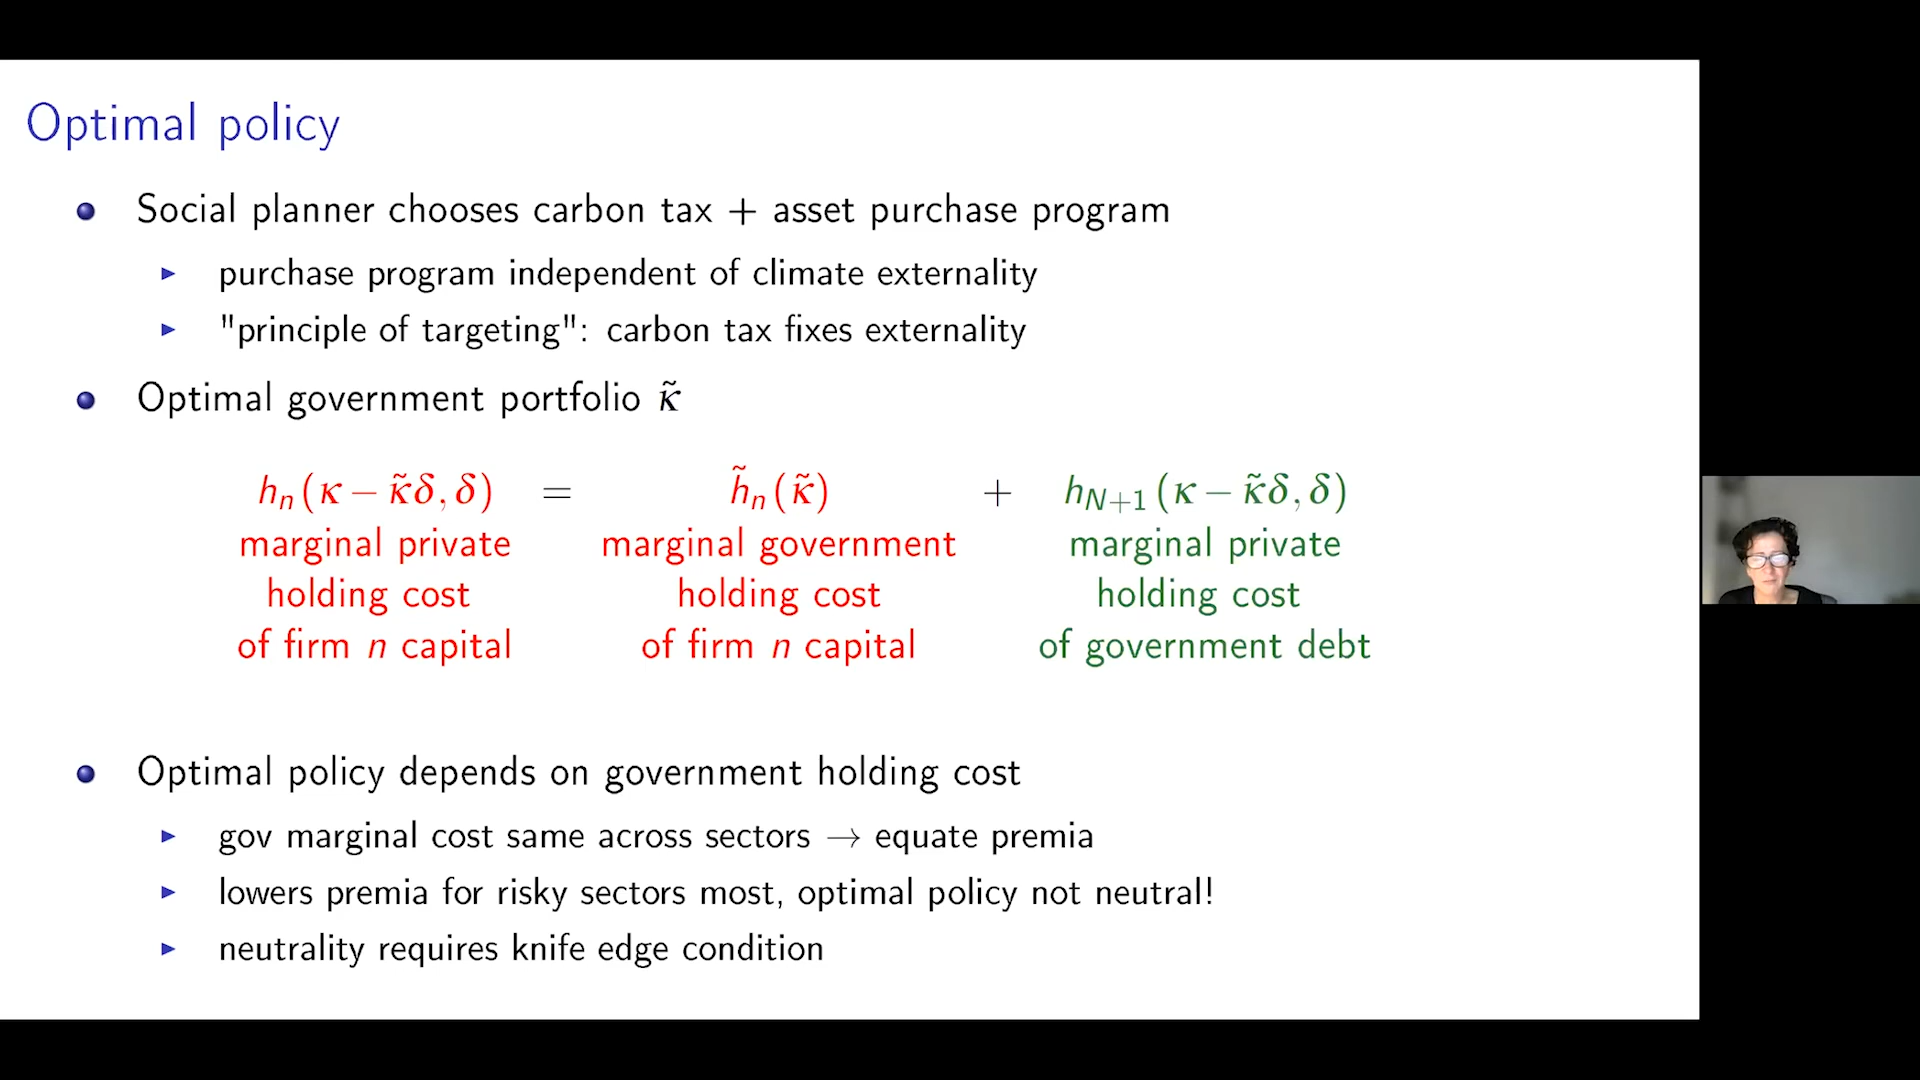 Optimal policy
Social planner chooses carbon tax + asset purchase program
purchase program independent of climate externality
"principle of targeting": carbon tax fixes externality
Optimal government portfolio κ̃
hₙ(κ − κ̃δ, δ) = h̃ₙ(κ̃) + h_{N+1}(κ − κ̃δ, δ)
marginal private marginal government marginal private
holding cost holding cost holding cost
of firm n capital of firm n capital of government debt
Optimal policy depends on government holding cost
gov marginal cost same across sectors → equate premia
lowers premia for risky sectors most, optimal policy not neutral!
neutrality requires knife edge condition